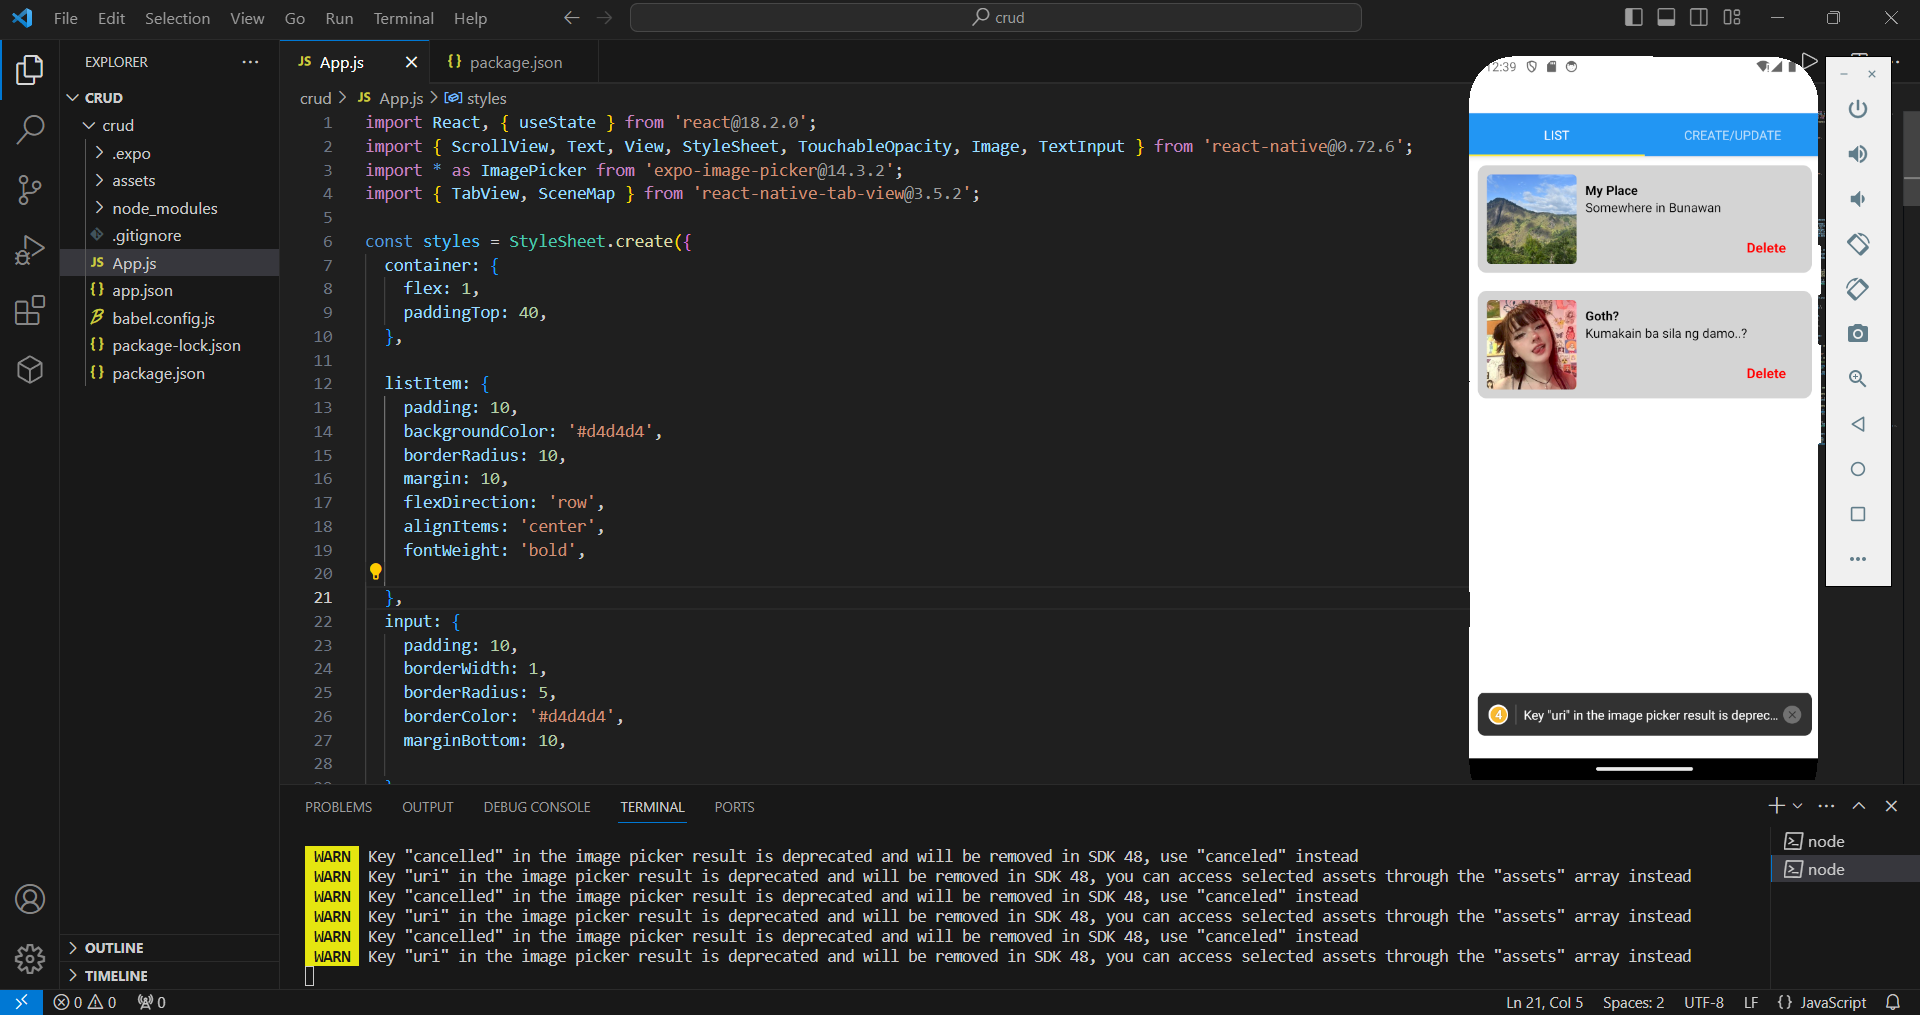 File Edit Selection View Go Run Terminal Help
crud
EXPLORER
CRUD
crud
.expo
assets
node_modules
.gitignore
JS App.js
{} app.json
babel.config.js
{} package-lock.json
{} package.json
OUTLINE
TIMELINE
JS App.js
{} package.json
crud > JS App.js > styles
1 import React, { useState } from 'react@18.2.0';
2 import { ScrollView, Text, View, StyleSheet, TouchableOpacity, Image, TextInput } from 'react-native@0.72.6';
3 import * as ImagePicker from 'expo-image-picker@14.3.2';
4 import { TabView, SceneMap } from 'react-native-tab-view@3.5.2';
5
6 const styles = StyleSheet.create({
7 container: {
8 flex: 1,
9 paddingTop: 40,
10 },
11
12 listItem: {
13 padding: 10,
14 backgroundColor: '#d4d4d4',
15 borderRadius: 10,
16 margin: 10,
17 flexDirection: 'row',
18 alignItems: 'center',
19 fontWeight: 'bold',
20
21 },
22 input: {
23 padding: 10,
24 borderWidth: 1,
25 borderRadius: 5,
26 borderColor: '#d4d4d4',
27 marginBottom: 10,
28
12:39
LIST
CREATE/UPDATE
My Place
Somewhere in Bunawan
Delete
Goth?
Kumakain ba sila ng damo..?
Delete
4 Key "uri" in the image picker result is deprec...
PROBLEMS OUTPUT DEBUG CONSOLE TERMINAL PORTS
WARN Key "cancelled" in the image picker result is deprecated and will be removed in SDK 48, use "canceled" instead
WARN Key "uri" in the image picker result is deprecated and will be removed in SDK 48, you can access selected assets through the "assets" array instead
WARN Key "cancelled" in the image picker result is deprecated and will be removed in SDK 48, use "canceled" instead
WARN Key "uri" in the image picker result is deprecated and will be removed in SDK 48, you can access selected assets through the "assets" array instead
WARN Key "cancelled" in the image picker result is deprecated and will be removed in SDK 48, use "canceled" instead
WARN Key "uri" in the image picker result is deprecated and will be removed in SDK 48, you can access selected assets through the "assets" array instead
node
node
0 0 0
Ln 21, Col 5 Spaces: 2 UTF-8 LF {} JavaScript